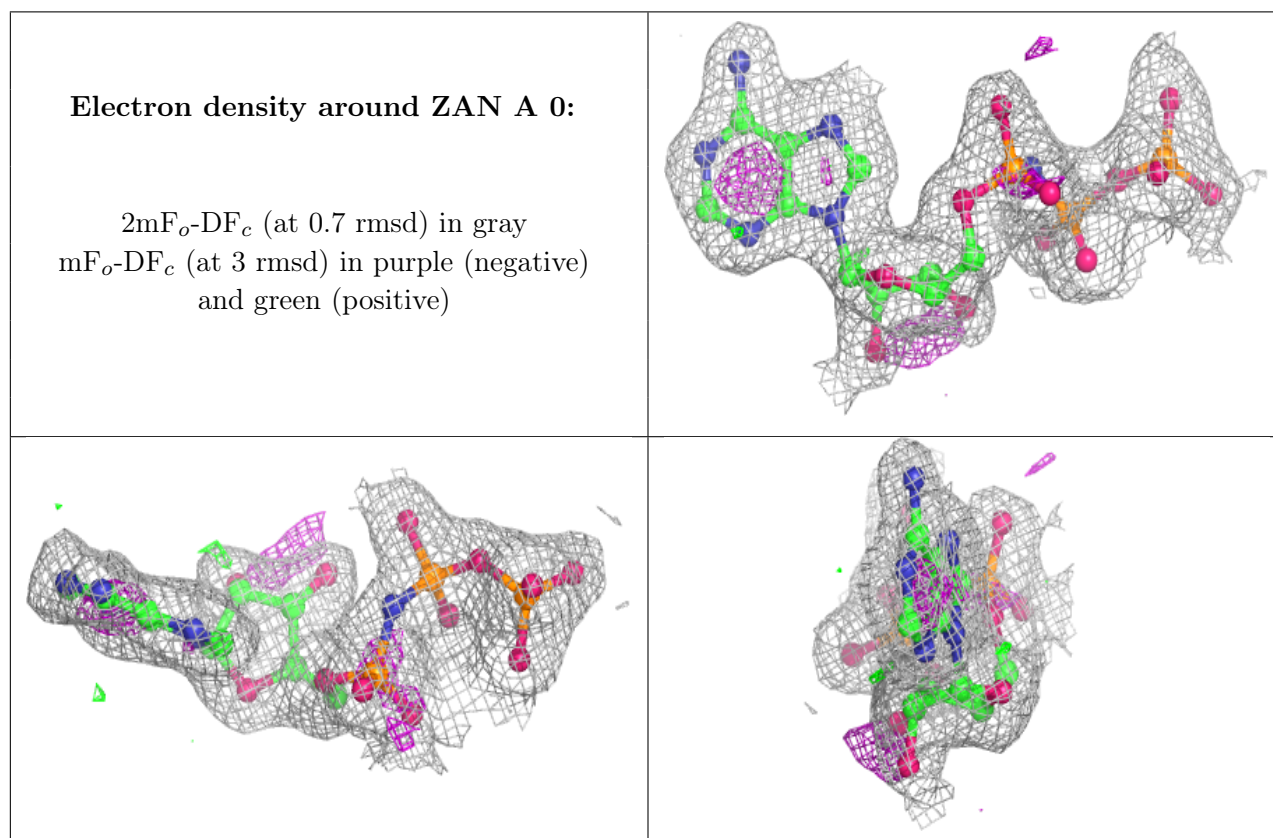 Electron density around ZAN A 0:
2mFo-DFc (at 0.7 rmsd) in gray
mFo-DFc (at 3 rmsd) in purple (negative)
and green (positive)